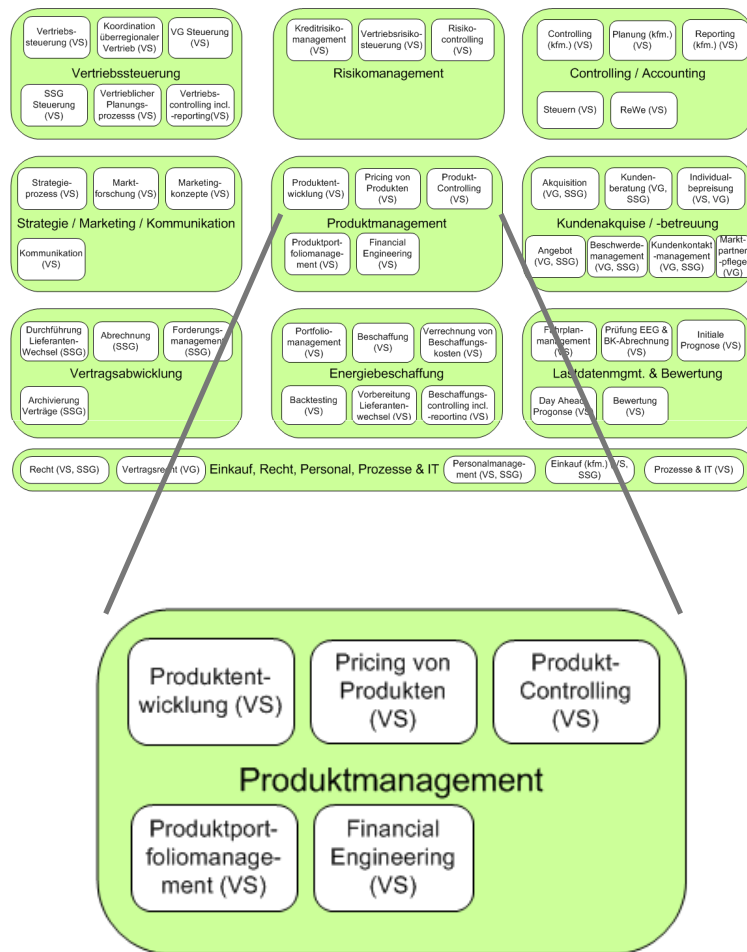 Vertriebs-
steuerung (VS)
Koordination
überregionaler
Vertrieb (VS)
VG Steuerung
(VS)
Vertriebssteuerung
SSG
Steuerung
(VS)
Vertrieblicher
Planungs-
prozesss (VS)
Vertriebs-
controlling incl.
-reporting(VS)
Kreditrisiko-
management
(VS)
Vertriebsrisiko-
steuerung (VS)
Risiko-
controlling
(VS)
Risikomanagement
Controlling
(kfm.) (VS)
Planung (kfm.)
(VS)
Reporting
(kfm.) (VS)
Controlling / Accounting
Steuern (VS)
ReWe (VS)
Strategie-
prozess (VS)
Markt-
forschung (VS)
Marketing-
konzepte (VS)
Strategie / Marketing / Kommunikation
Kommunikation
(VS)
Produktent-
wicklung (VS)
Pricing von
Produkten
(VS)
Produkt-
Controlling
(VS)
Produktmanagement
Produktport-
foliomanage-
ment (VS)
Financial
Engineering
(VS)
Akquisition
(VG, SSG)
Kunden-
beratung (VG,
SSG)
Individual-
bepreisung
(VS, VG)
Kundenakquise / -betreuung
Angebot
(VG, SSG)
Beschwerde-
management
(VG, SSG)
Kundenkontakt
-management
(VG, SSG)
Markt-
partner
-pflege
(VG)
Durchführung
Lieferanten-
Wechsel (SSG)
Abrechnung
(SSG)
Forderungs-
management
(SSG)
Vertragsabwicklung
Archivierung
Verträge (SSG)
Portfolio-
management
(VS)
Beschaffung
(VS)
Verrechnung von
Beschaffungs-
kosten (VS)
Energiebeschaffung
Backtesting
(VS)
Vorbereitung
Lieferanten-
wechsel (VS)
Beschaffungs-
controlling incl.
-reporting (VS)
Fahrplan-
management
(VS)
Prüfung EEG &
BK-Abrechnung
(VS)
Initiale
Prognose (VS)
Lastdatenmgmt. & Bewertung
Day Ahead
Progonse (VS)
Bewertung
(VS)
Recht (VS, SSG)
Vertragsrecht (VG)
Einkauf, Recht, Personal, Prozesse & IT
Personalmanage-
ment (VS, SSG)
Einkauf (kfm.) (VS,
SSG)
Prozesse & IT (VS)
Produktent-
wicklung (VS)
Pricing von
Produkten
(VS)
Produkt-
Controlling
(VS)
Produktmanagement
Produktport-
foliomanage-
ment (VS)
Financial
Engineering
(VS)